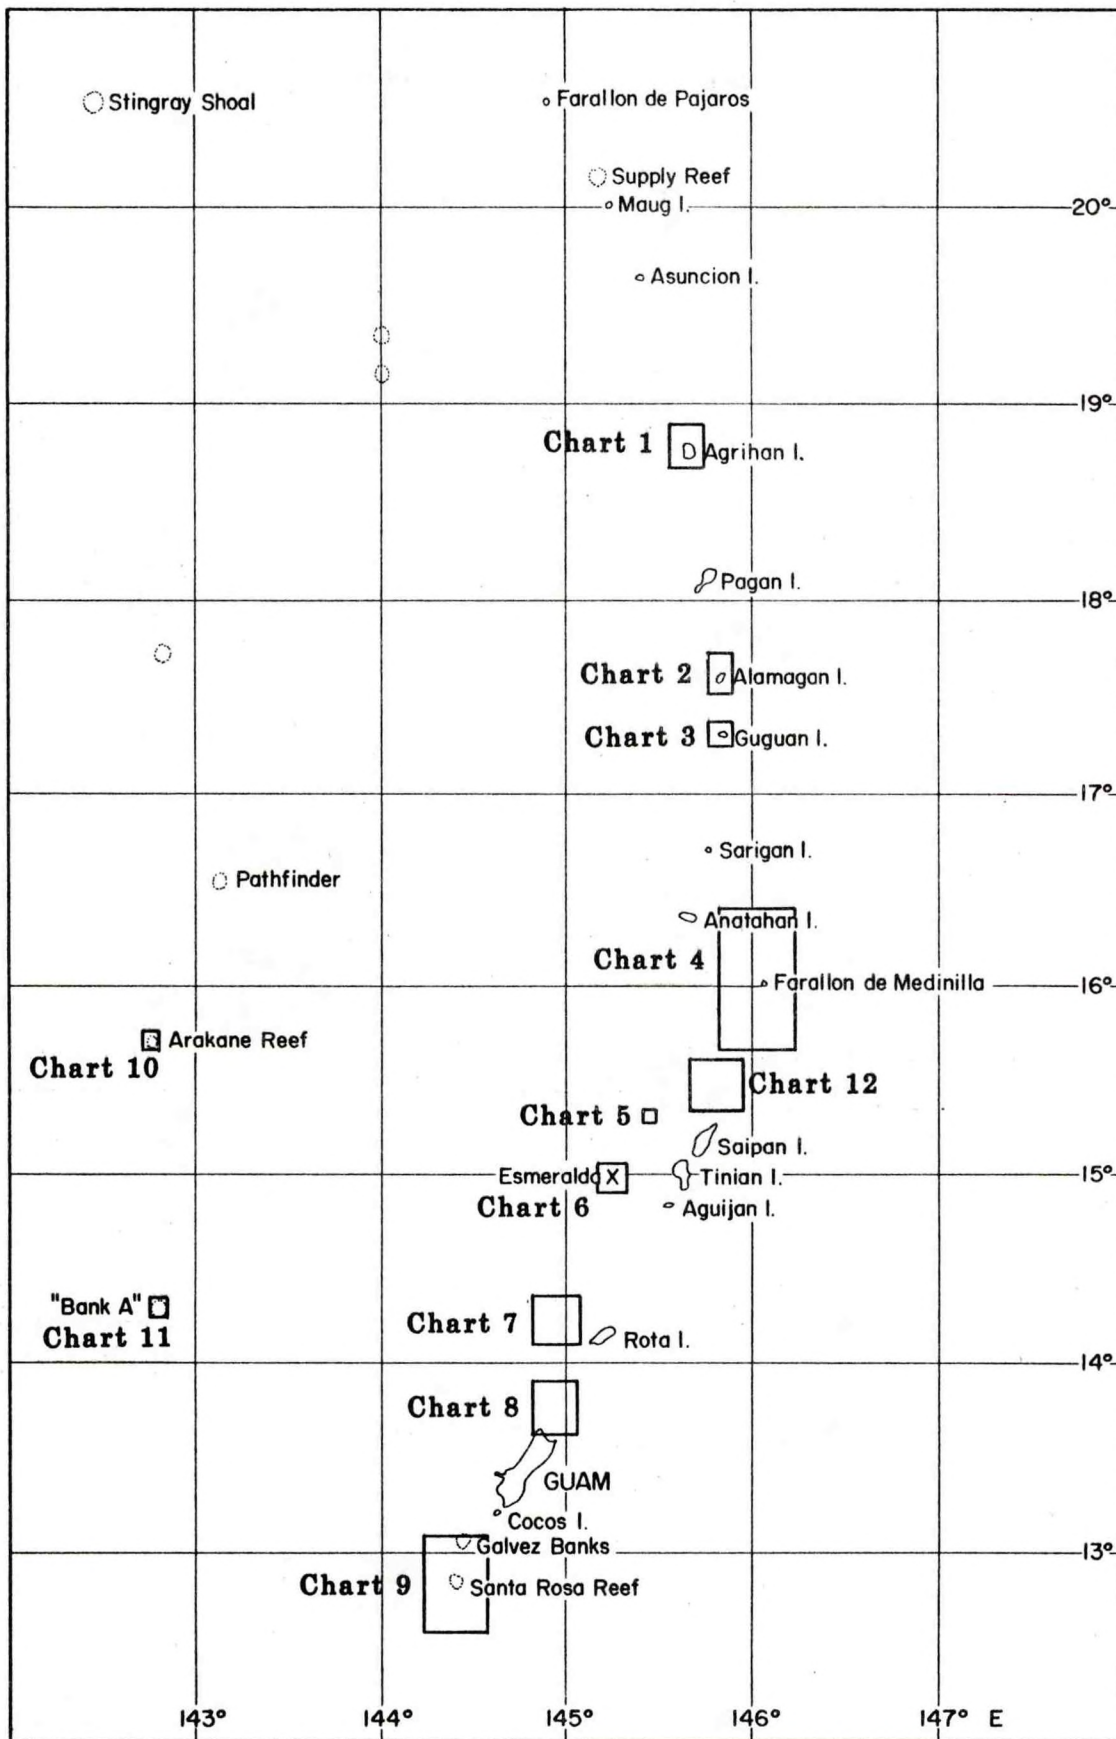 Stingray Shoal
Farallon de Pajaros
Supply Reef
Maug I.
20°
Asuncion I.
19°
Chart 1
Agrihan I.
Pagan I.
18°
Chart 2
Alamagan I.
Chart 3
Guguan I.
17°
Sarigan I.
Pathfinder
Anatahan I.
Chart 4
Farallon de Medinilla
16°
Arakane Reef
Chart 10
Chart 12
Chart 5
Saipan I.
Esmeralda X
Tinian I.
15°
Chart 6
Aguijan I.
"Bank A"
Chart 11
Chart 7
Rota I.
14°
Chart 8
GUAM
Cocos I.
Galvez Banks
13°
Chart 9
Santa Rosa Reef
143° 144° 145° 146° 147° E